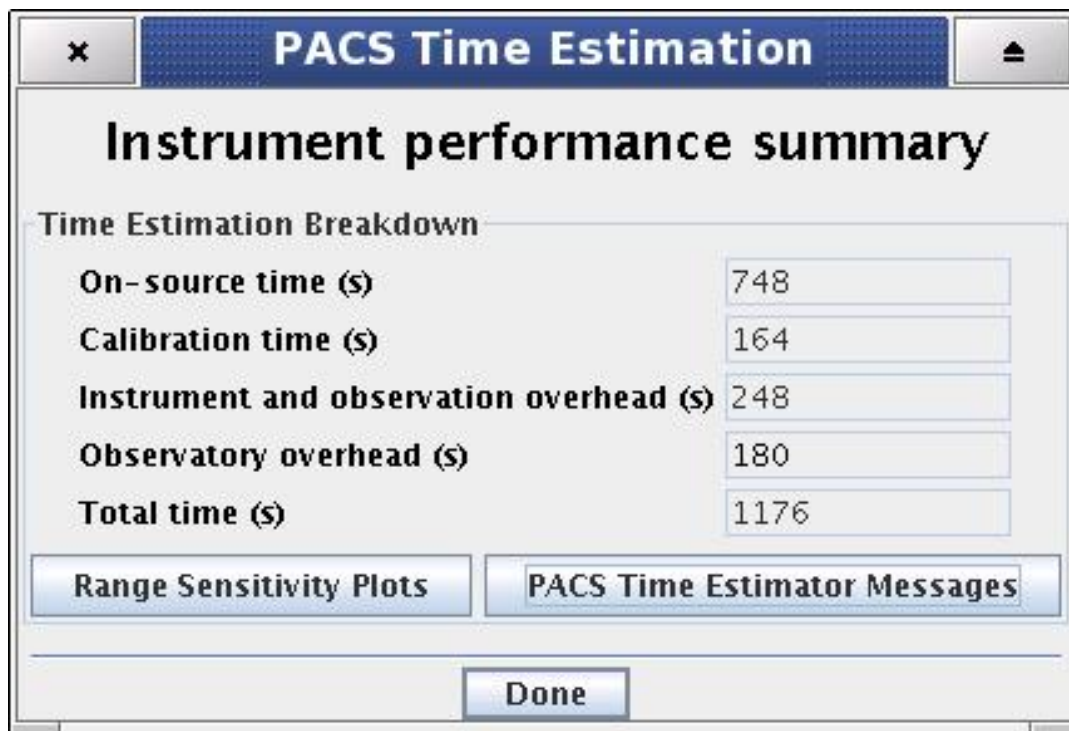 PACS Time Estimation
Instrument performance summary
Time Estimation Breakdown
On-source time (s) 748
Calibration time (s) 164
Instrument and observation overhead (s) 248
Observatory overhead (s) 180
Total time (s) 1176
Range Sensitivity Plots PACS Time Estimator Messages
Done